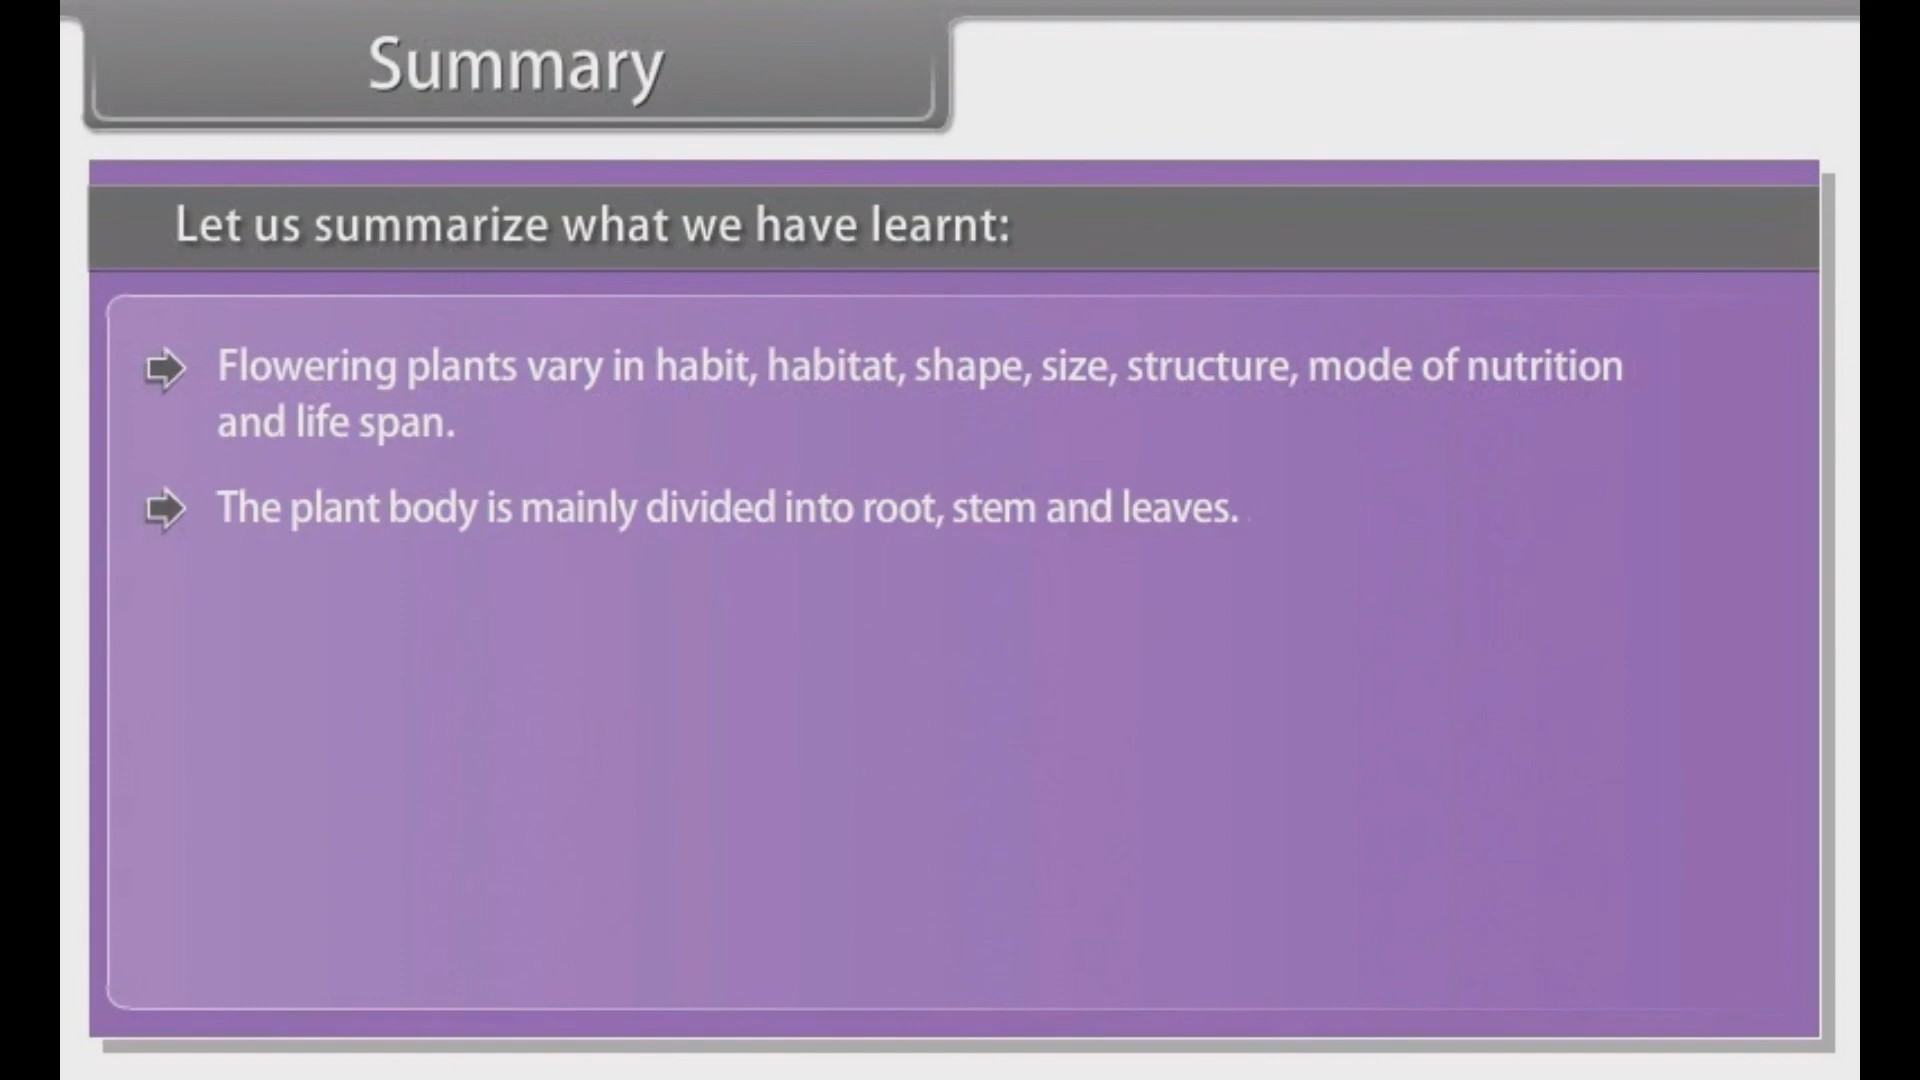 Summary
Let us summarize what we have learnt:
Flowering plants vary in habit, habitat, shape, size, structure, mode of nutrition
and life span.
The plant body is mainly divided into root, stem and leaves.